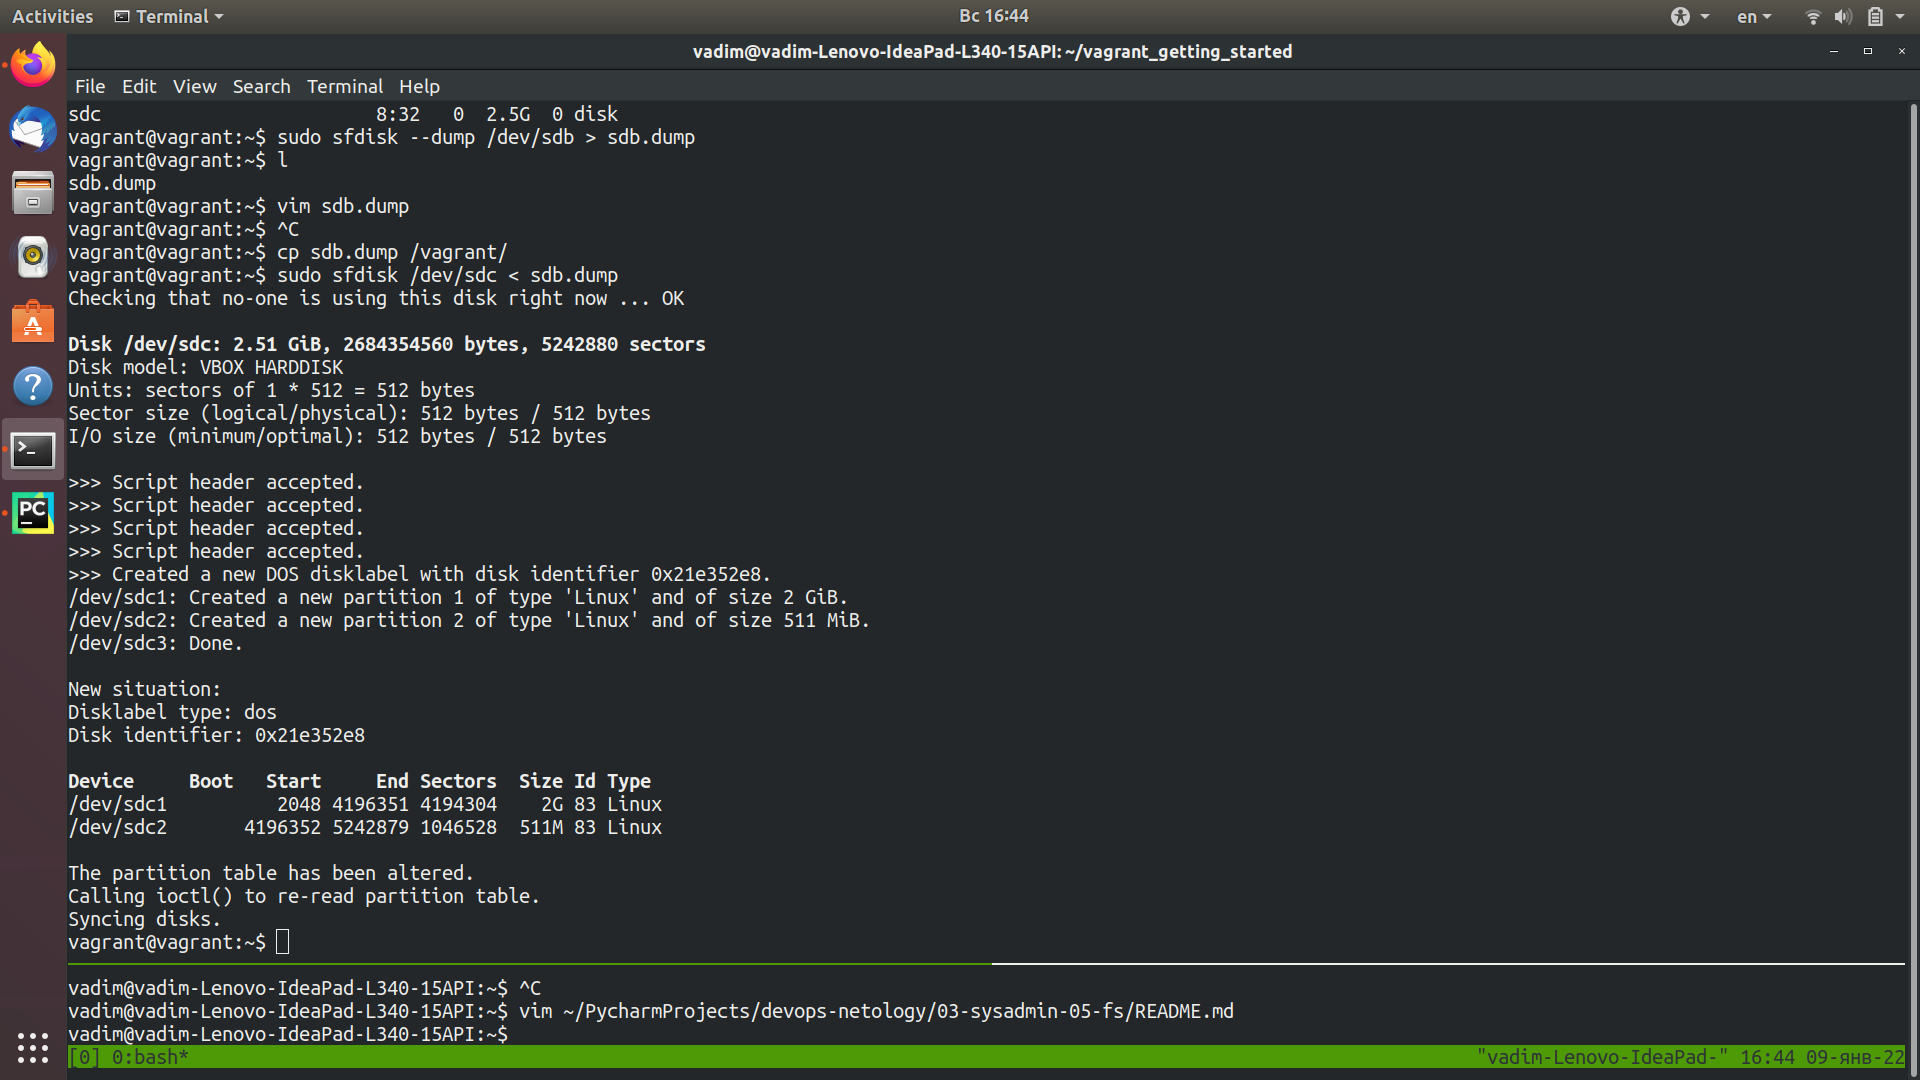 Activities Terminal Вс 16:44 en
vadim@vadim-Lenovo-IdeaPad-L340-15API: ~/vagrant_getting_started
File Edit View Search Terminal Help
sdc                         8:32   0  2.5G  0 disk
vagrant@vagrant:~$ sudo sfdisk --dump /dev/sdb > sdb.dump
vagrant@vagrant:~$ l
sdb.dump
vagrant@vagrant:~$ vim sdb.dump
vagrant@vagrant:~$ ^C
vagrant@vagrant:~$ cp sdb.dump /vagrant/
vagrant@vagrant:~$ sudo sfdisk /dev/sdc < sdb.dump
Checking that no-one is using this disk right now ... OK
Disk /dev/sdc: 2.51 GiB, 2684354560 bytes, 5242880 sectors
Disk model: VBOX HARDDISK
Units: sectors of 1 * 512 = 512 bytes
Sector size (logical/physical): 512 bytes / 512 bytes
I/O size (minimum/optimal): 512 bytes / 512 bytes
>>> Script header accepted.
>>> Script header accepted.
>>> Script header accepted.
>>> Script header accepted.
>>> Created a new DOS disklabel with disk identifier 0x21e352e8.
/dev/sdc1: Created a new partition 1 of type 'Linux' and of size 2 GiB.
/dev/sdc2: Created a new partition 2 of type 'Linux' and of size 511 MiB.
/dev/sdc3: Done.
New situation:
Disklabel type: dos
Disk identifier: 0x21e352e8
Device     Boot   Start     End Sectors  Size Id Type
/dev/sdc1          2048 4196351 4194304    2G 83 Linux
/dev/sdc2       4196352 5242879 1046528  511M 83 Linux
The partition table has been altered.
Calling ioctl() to re-read partition table.
Syncing disks.
vagrant@vagrant:~$
vadim@vadim-Lenovo-IdeaPad-L340-15API:~$ ^C
vadim@vadim-Lenovo-IdeaPad-L340-15API:~$ vim ~/PycharmProjects/devops-netology/03-sysadmin-05-fs/README.md
vadim@vadim-Lenovo-IdeaPad-L340-15API:~$
[0] 0:bash* "vadim-Lenovo-IdeaPad-" 16:44 09-янв-22
PC